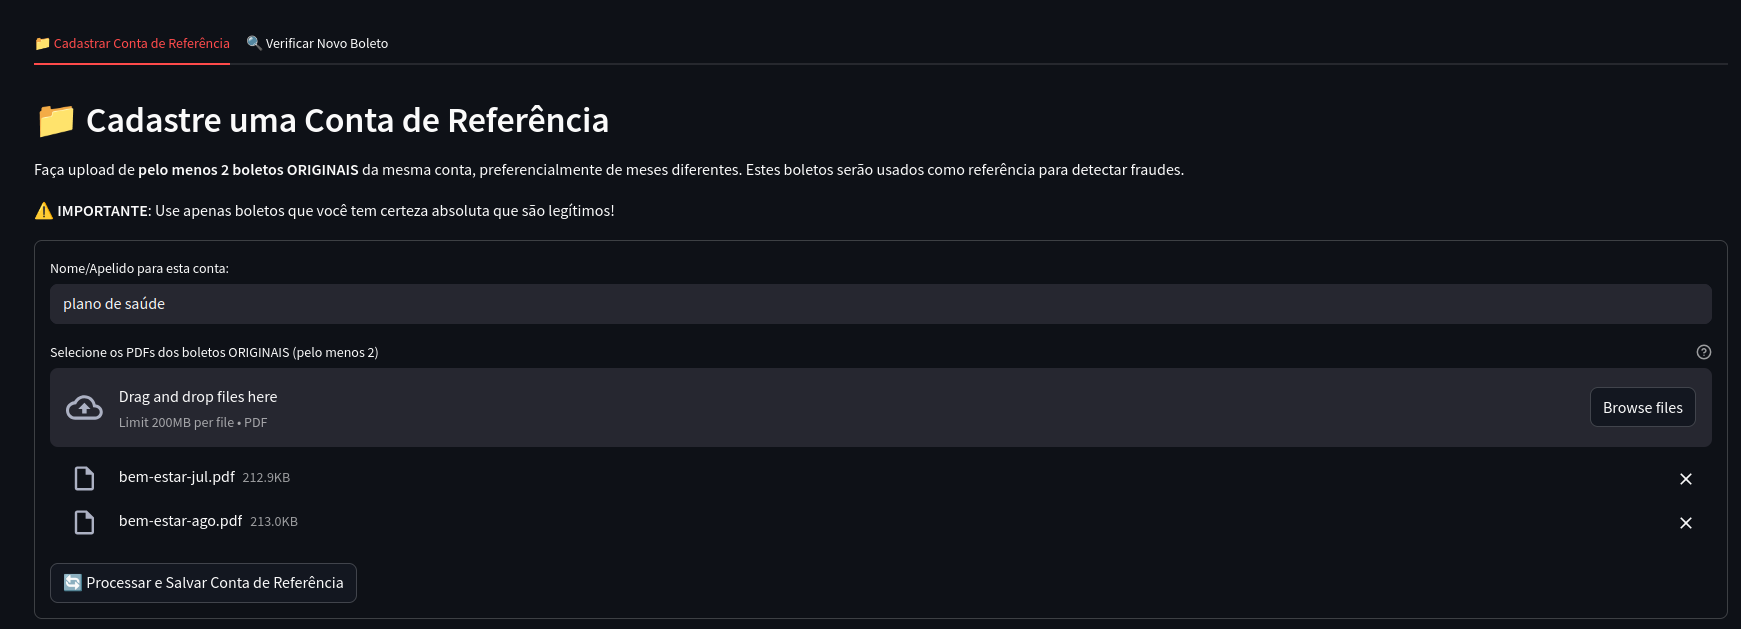 📁 Cadastrar Conta de Referência
🔍 Verificar Novo Boleto
📁 Cadastre uma Conta de Referência
Faça upload de pelo menos 2 boletos ORIGINAIS da mesma conta, preferencialmente de meses diferentes. Estes boletos serão usados como referência para detectar fraudes.
⚠️ IMPORTANTE: Use apenas boletos que você tem certeza absoluta que são legítimos!
Nome/Apelido para esta conta:
plano de saúde
Selecione os PDFs dos boletos ORIGINAIS (pelo menos 2)
Drag and drop files here
Limit 200MB per file • PDF
Browse files
bem-estar-jul.pdf 212.9KB
bem-estar-ago.pdf 213.0KB
🔄 Processar e Salvar Conta de Referência